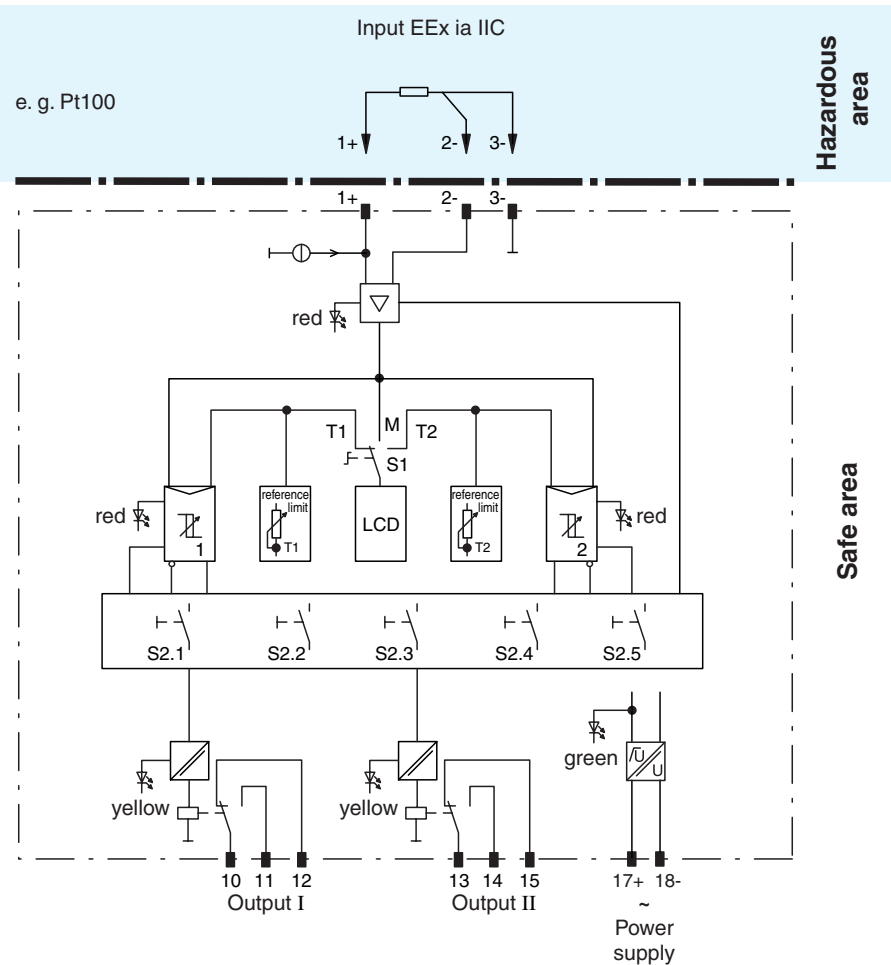 Input EEx ia IIC
e. g. Pt100
Hazardous
area
1+ 2- 3-
1+ 2- 3-
red
T1 M T2
S1
red
1
reference
limit
T1
LCD
reference
limit
T2
2
red
S2.1 S2.2 S2.3 S2.4 S2.5
Safe area
yellow
yellow
green
U
U
10 11 12
Output I
13 14 15
Output II
17+ 18-
~
Power
supply